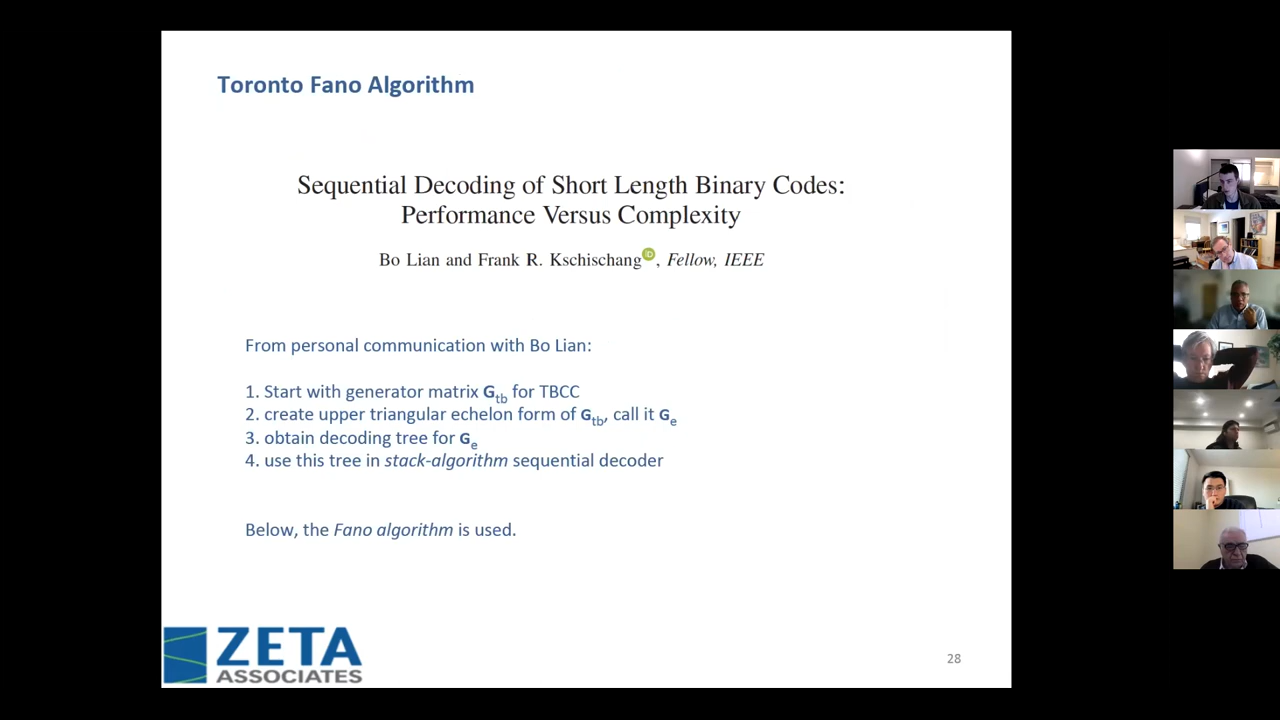 Toronto Fano Algorithm
Sequential Decoding of Short Length Binary Codes:
Performance Versus Complexity
Bo Lian and Frank R. Kschischang iD, Fellow, IEEE
From personal communication with Bo Lian:
1. Start with generator matrix Gtb for TBCC
2. create upper triangular echelon form of Gtb, call it Ge
3. obtain decoding tree for Ge
4. use this tree in stack-algorithm sequential decoder
Below, the Fano algorithm is used.
ZETA
ASSOCIATES
28